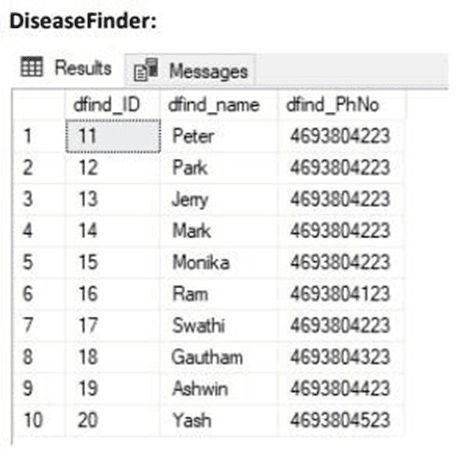 DiseaseFinder:
Results Messages
dfind_ID dfind_name dfind_PhNo
1 11 Peter 4693804223
2 12 Park 4693804223
3 13 Jerry 4693804223
4 14 Mark 4693804223
5 15 Monika 4693804223
6 16 Ram 4693804123
7 17 Swathi 4693804223
8 18 Gautham 4693804323
9 19 Ashwin 4693804423
10 20 Yash 4693804523